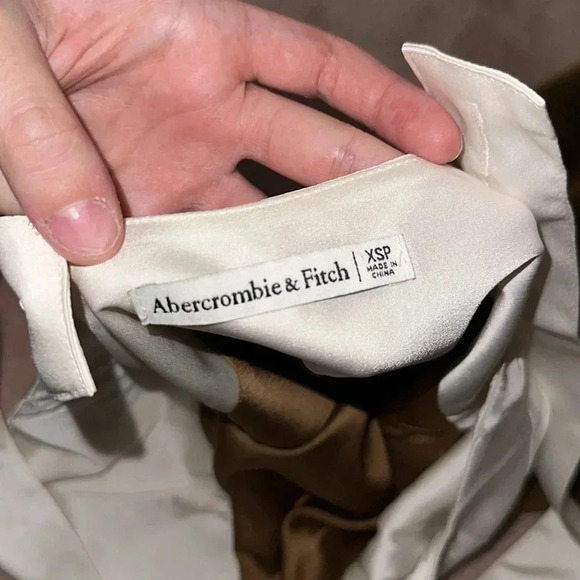 Abercrombie & Fitch
XSP
MADE IN
CHINA